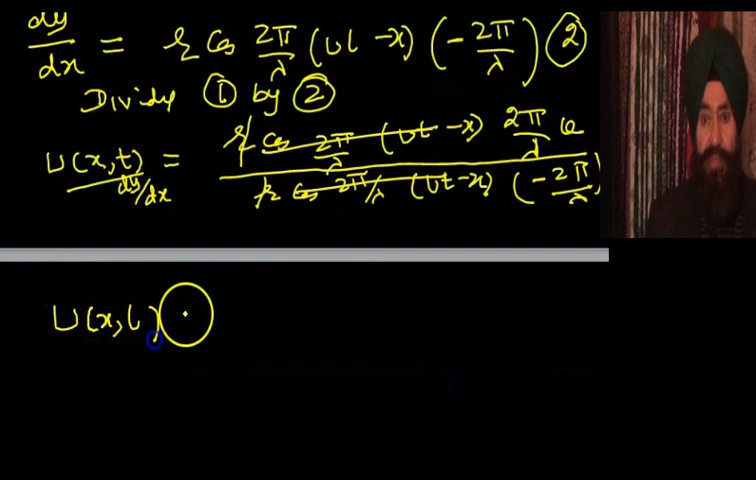 dy/dx = r Cos 2π/λ (vt - x) (-2π/λ) ②
Divide ① by ②
U(x,t) / dy/dx = r Cos 2π/λ (vt - x) 2π/λ v / r Cos 2π/λ (vt - x) (-2π/λ)
U(x,t)